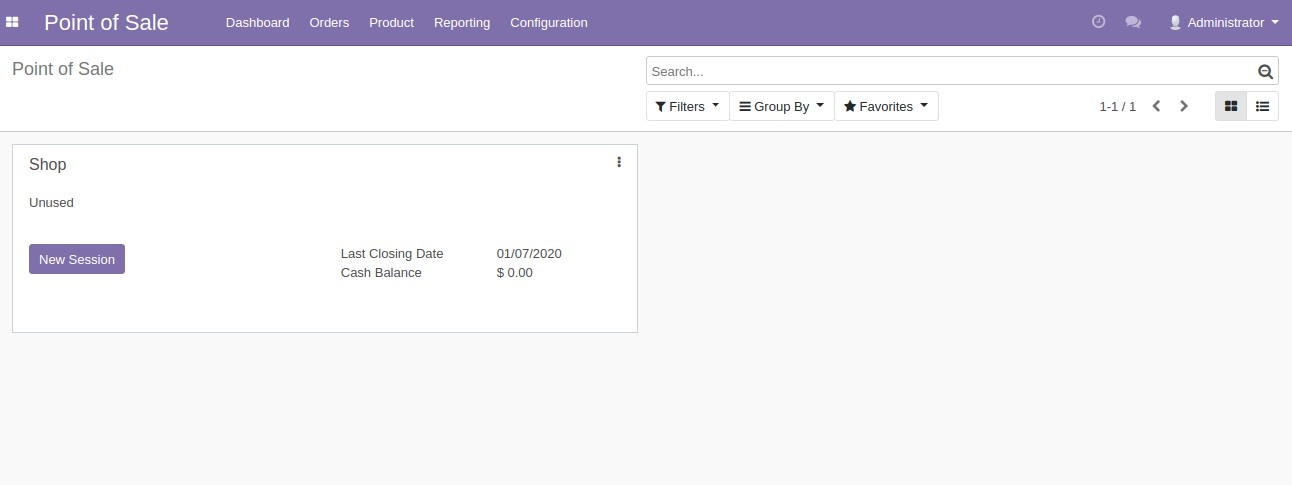 Point of Sale Dashboard Orders Product Reporting Configuration Administrator
Point of Sale
Search...
Filters Group By Favorites 1-1 / 1
Shop
Unused
New Session
Last Closing Date 01/07/2020
Cash Balance $ 0.00